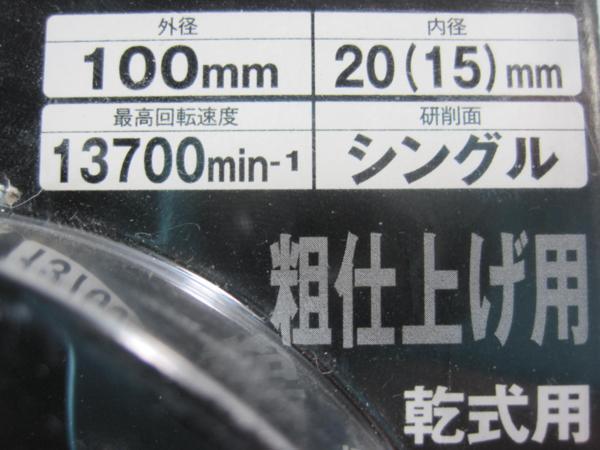 外径 内径
100mm 20(15)mm
最高回転速度 研削面
13700min-1 シングル
粗仕上げ用
乾式用